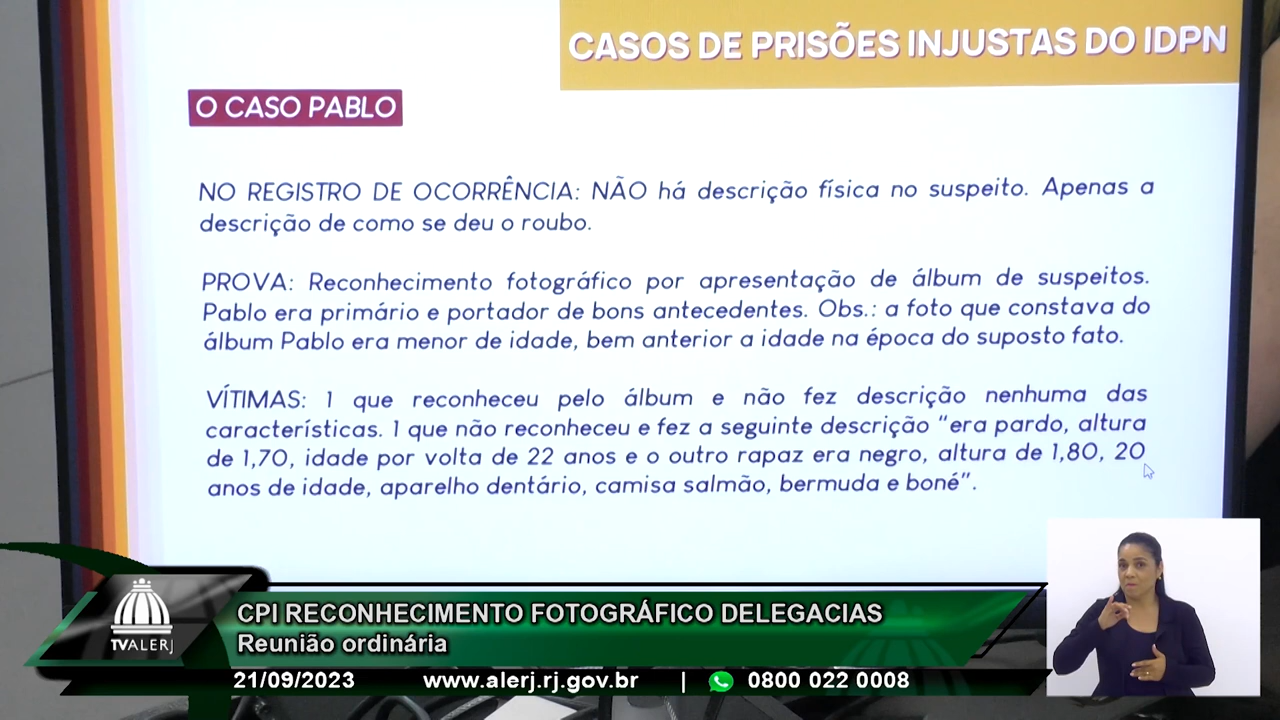 CASOS DE PRISÕES INJUSTAS DO IDPN
O CASO PABLO
NO REGISTRO DE OCORRÊNCIA: NÃO há descrição física no suspeito. Apenas a
descrição de como se deu o roubo.
PROVA: Reconhecimento fotográfico por apresentação de álbum de suspeitos.
Pablo era primário e portador de bons antecedentes. Obs.: a foto que constava do
álbum Pablo era menor de idade, bem anterior a idade na época do suposto fato.
VÍTIMAS: 1 que reconheceu pelo álbum e não fez descrição nenhuma das
características. 1 que não reconheceu e fez a seguinte descrição “era pardo, altura
de 1,70, idade por volta de 22 anos e o outro rapaz era negro, altura de 1,80, 20
anos de idade, aparelho dentário, camisa salmão, bermuda e boné”.
TVALERJ
CPI RECONHECIMENTO FOTOGRÁFICO DELEGACIAS
Reunião ordinária
21/09/2023 www.alerj.rj.gov.br | 0800 022 0008